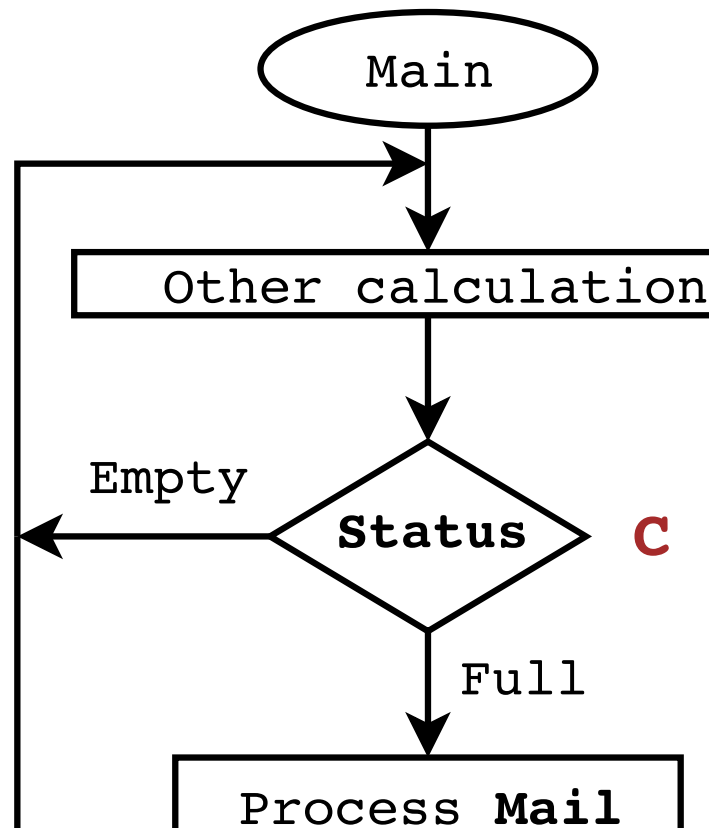 Main
Other calculation
Empty
Status
C
Full
Process Mail